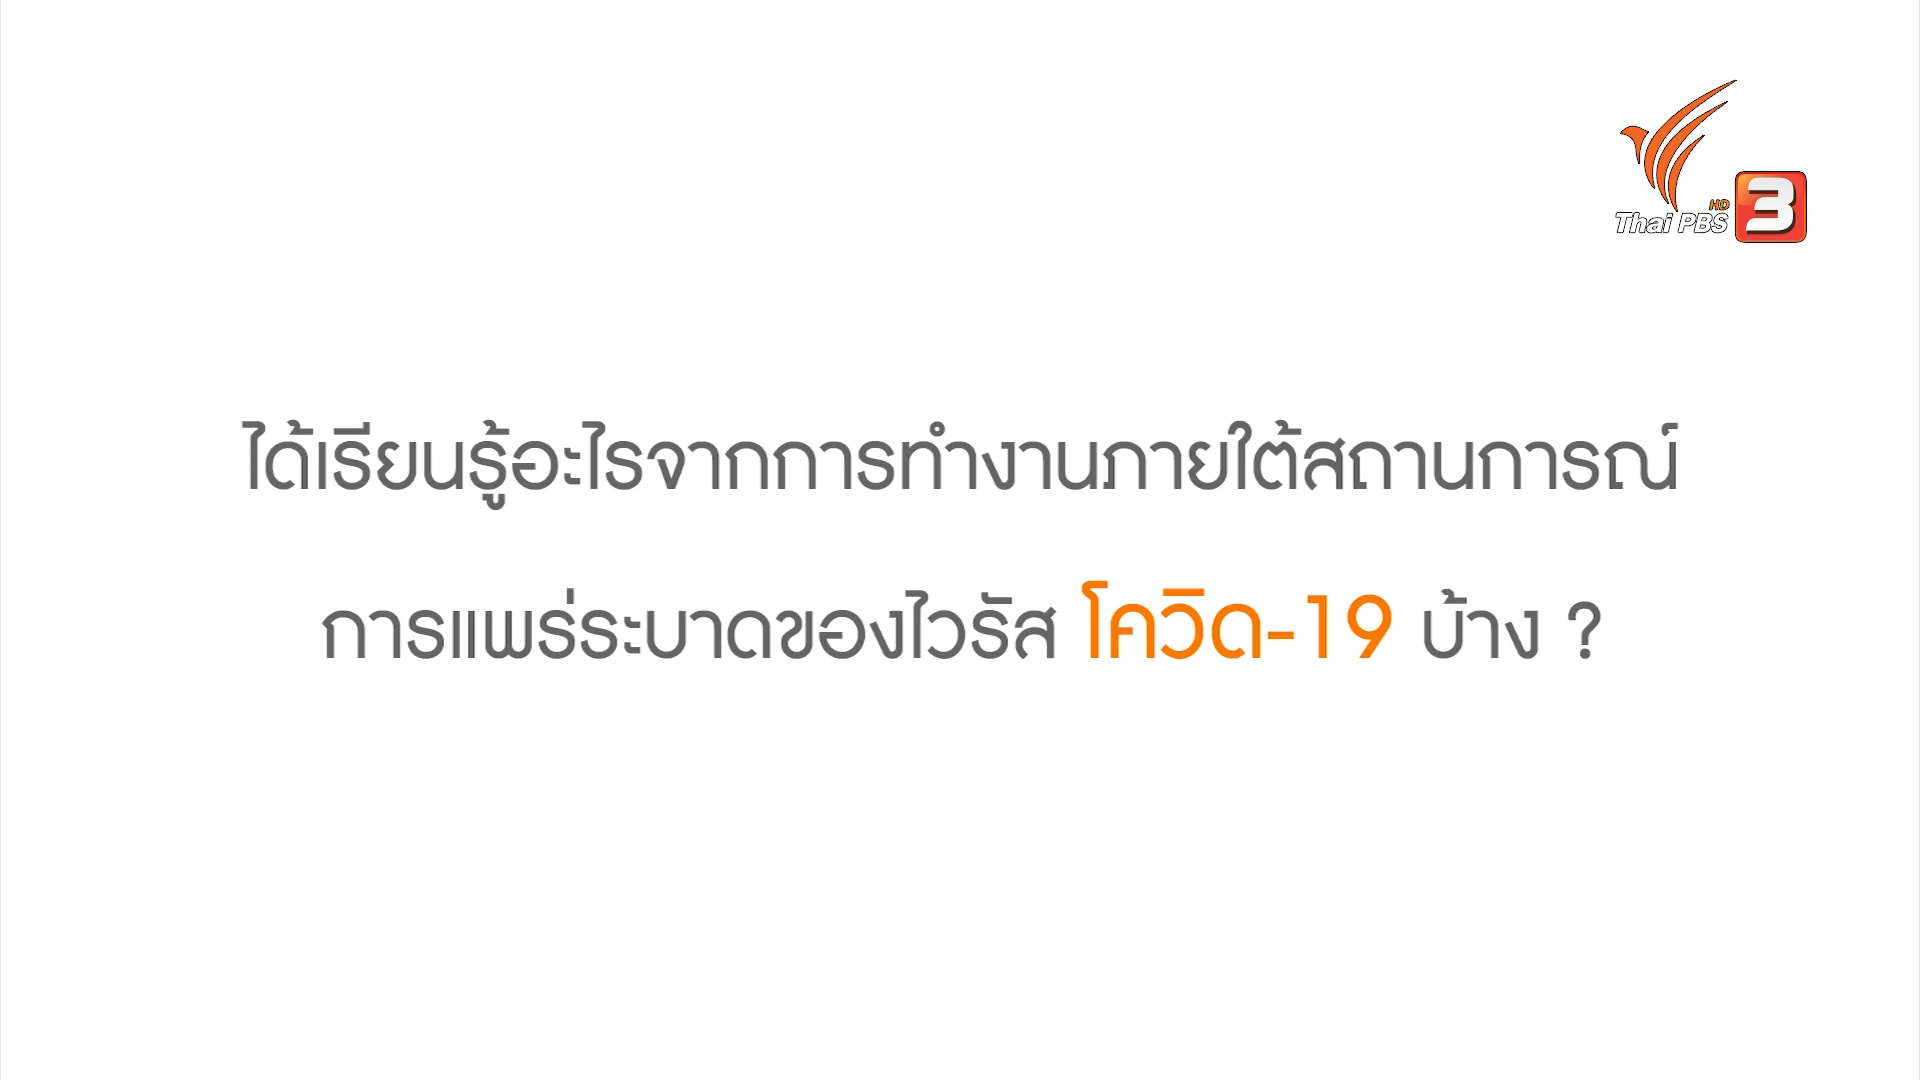 HD
Thai PBS 3
ได้เรียนรู้อะไรจากการทำงานภายใต้สถานการณ์
การแพร่ระบาดของไวรัส โควิด-19 บ้าง ?